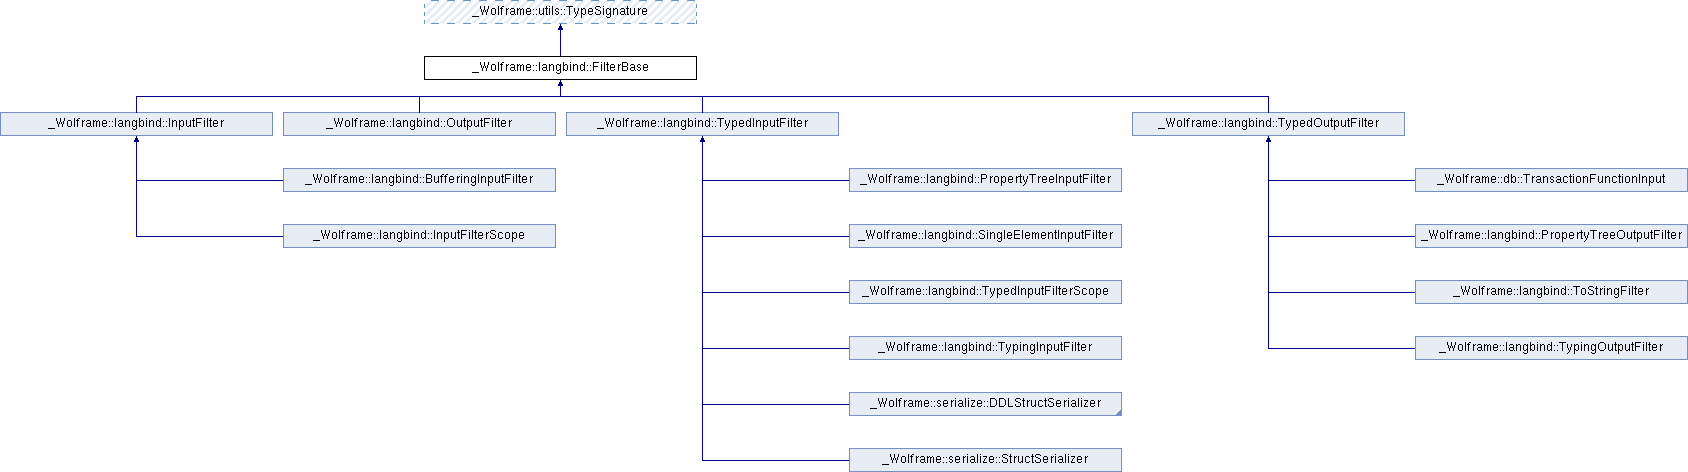 _Wolframe::utils::TypeSignature
_Wolframe::langbind::FilterBase
_Wolframe::langbind::InputFilter
_Wolframe::langbind::OutputFilter
_Wolframe::langbind::TypedInputFilter
_Wolframe::langbind::TypedOutputFilter
_Wolframe::langbind::BufferingInputFilter
_Wolframe::langbind::PropertyTreeInputFilter
_Wolframe::db::TransactionFunctionInput
_Wolframe::langbind::InputFilterScope
_Wolframe::langbind::SingleElementInputFilter
_Wolframe::langbind::PropertyTreeOutputFilter
_Wolframe::langbind::TypedInputFilterScope
_Wolframe::langbind::ToStringFilter
_Wolframe::langbind::TypingInputFilter
_Wolframe::langbind::TypingOutputFilter
_Wolframe::serialize::DDLStructSerializer
_Wolframe::serialize::StructSerializer